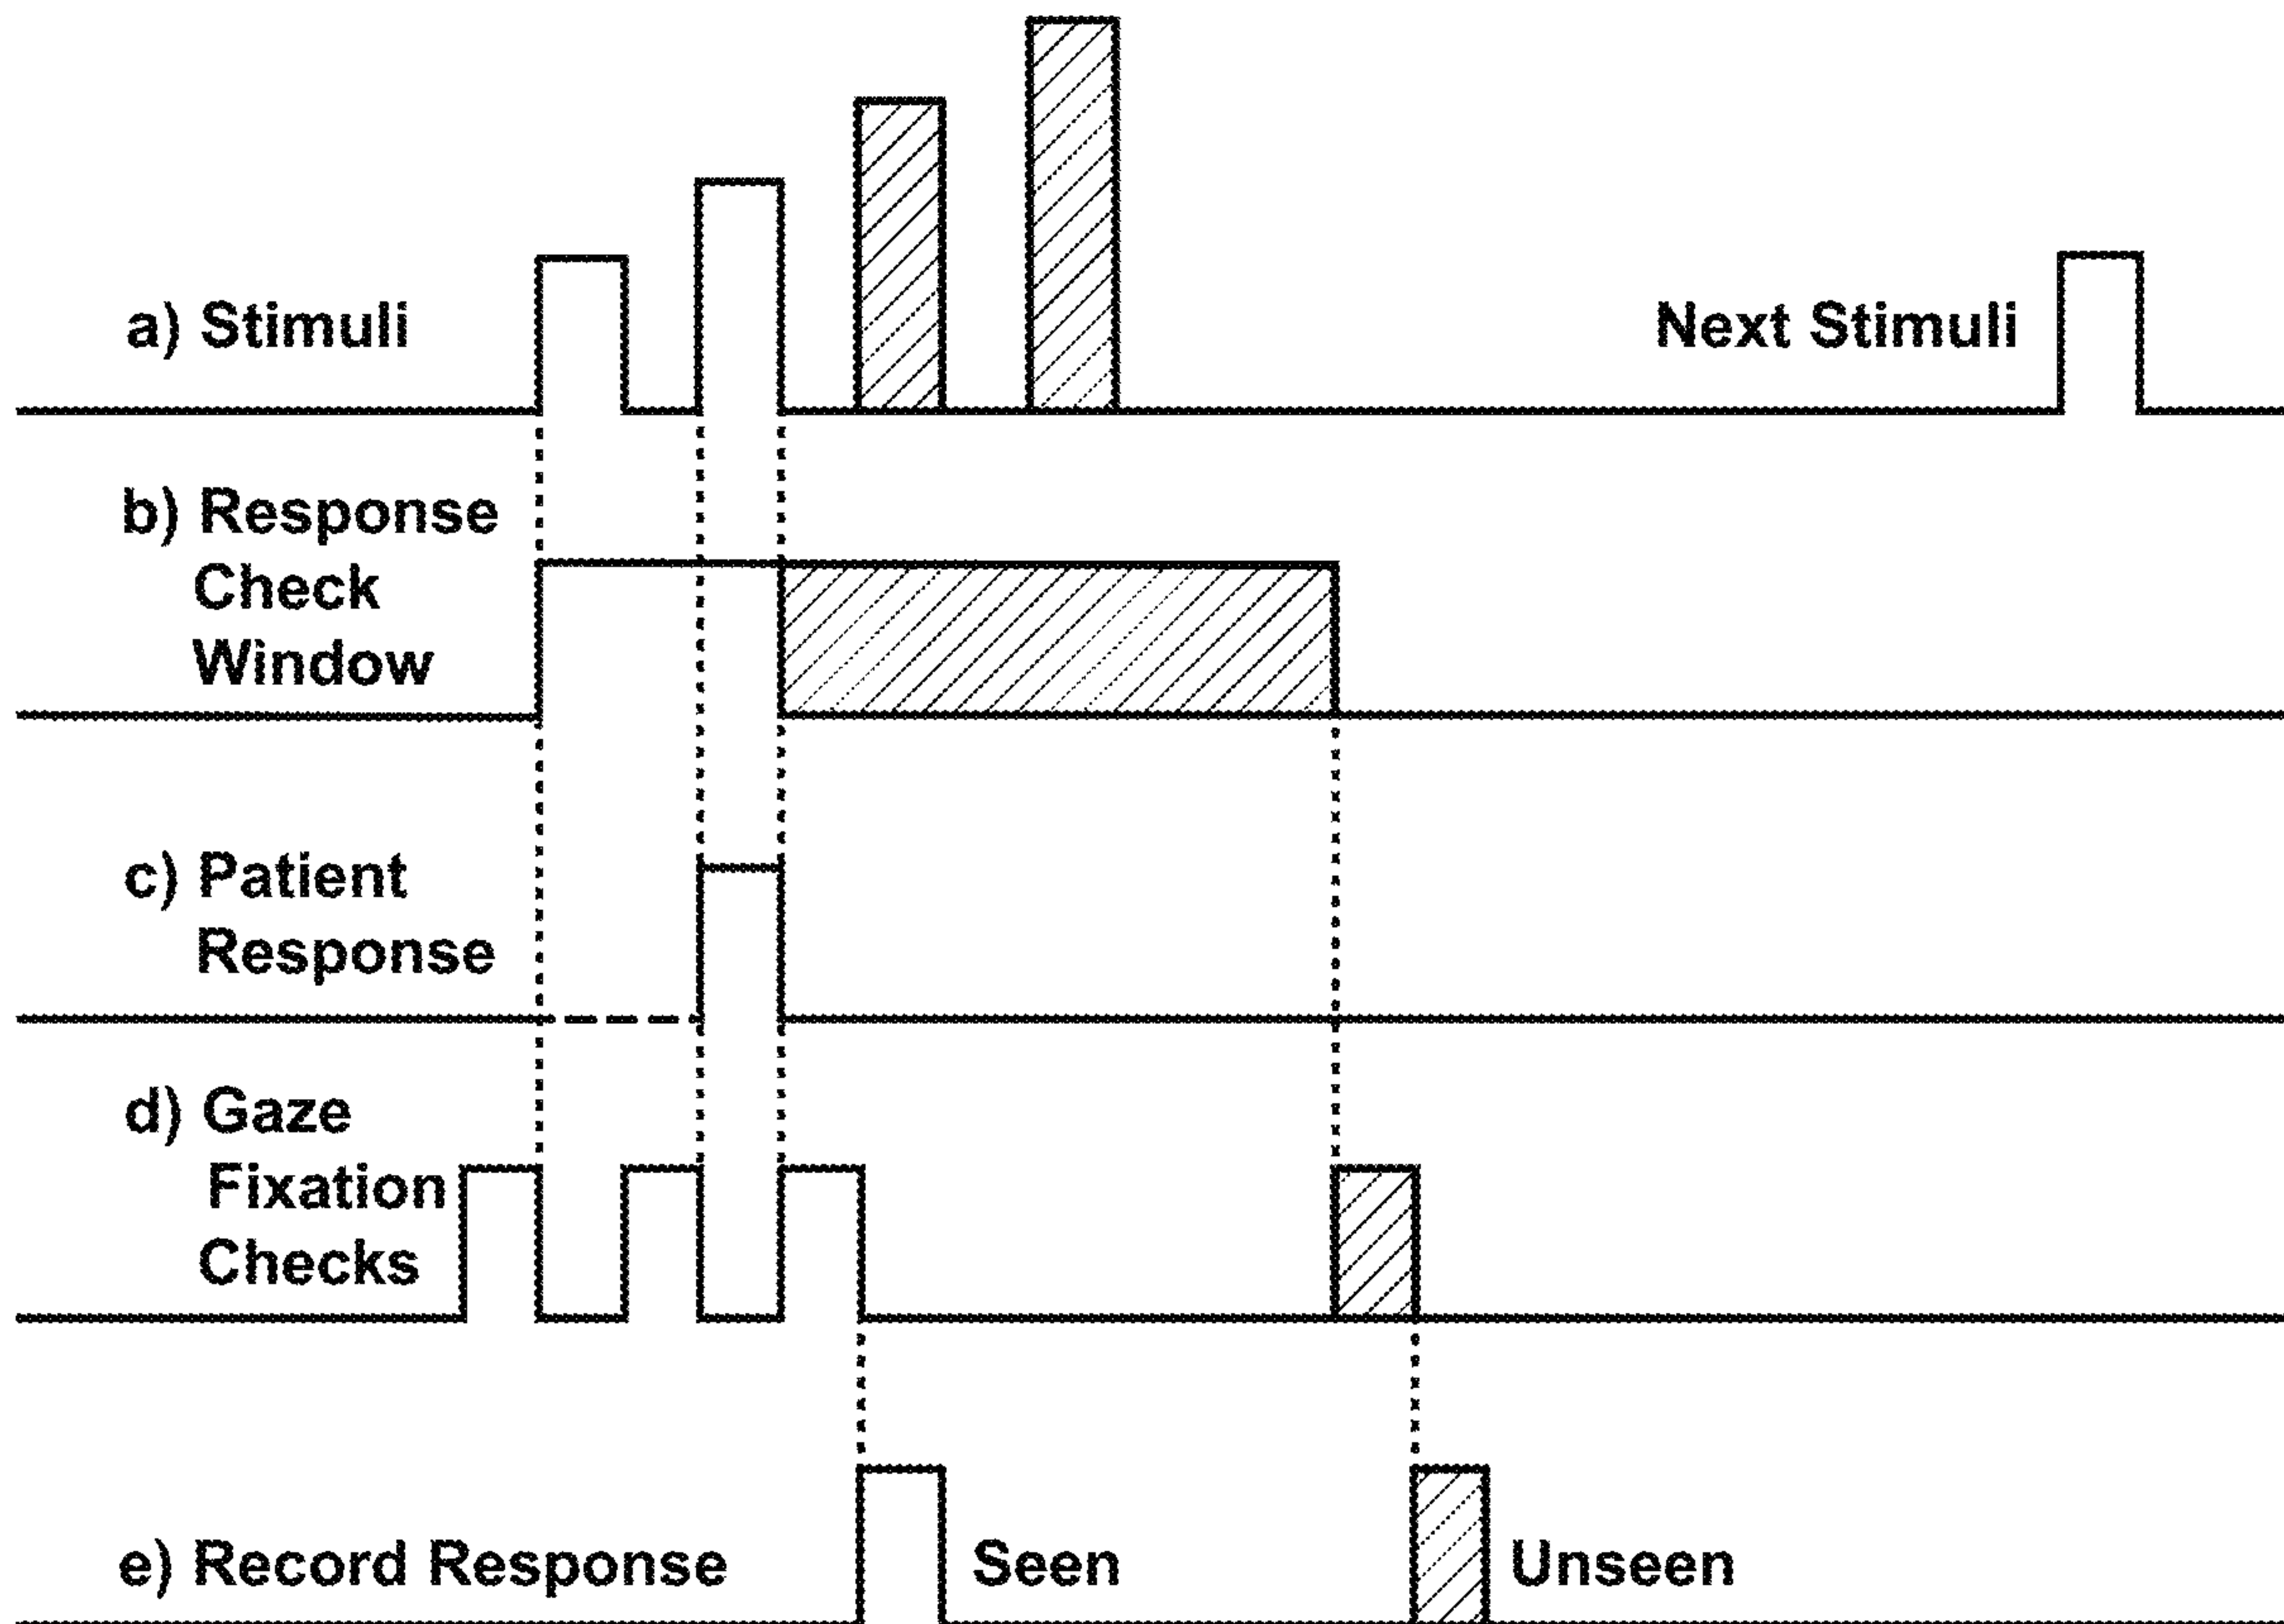 a) Stimuli
Next Stimuli
b) Response
Check
Window
c) Patient
Response
d) Gaze
Fixation
Checks
e) Record Response
Seen
Unseen